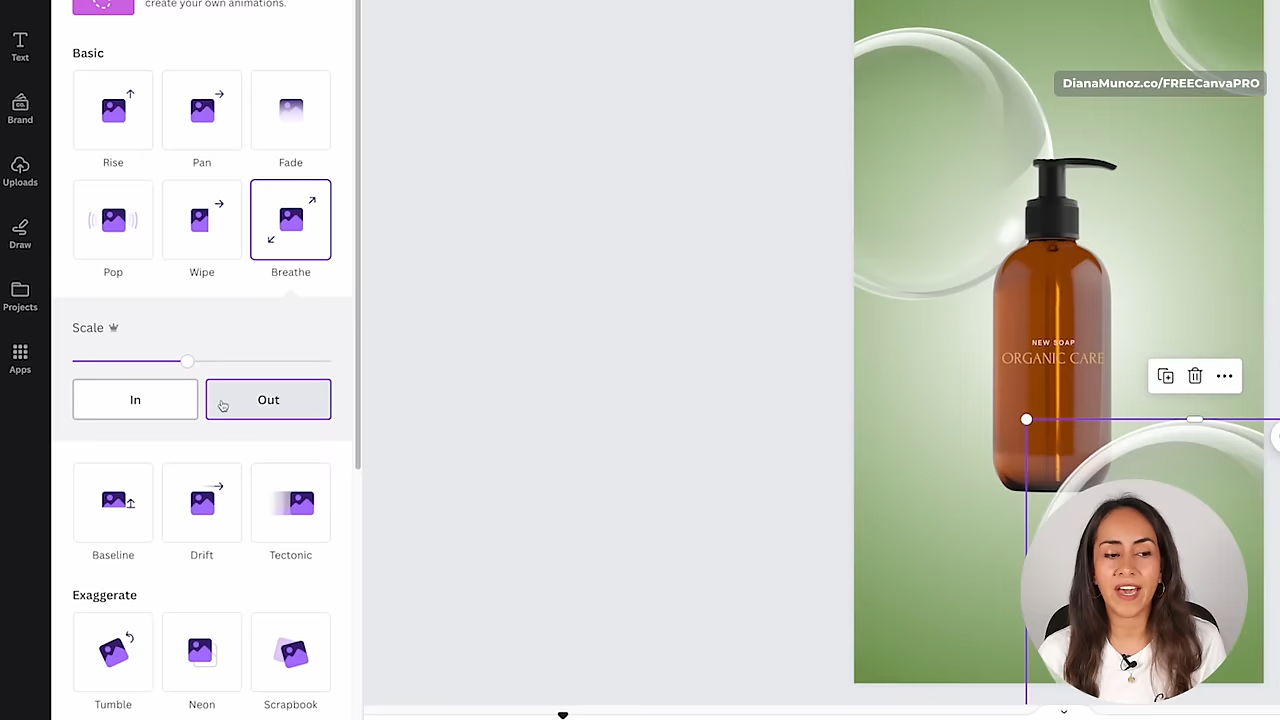 create your own animations.
Text
Brand
Uploads
Draw
Projects
Apps
Basic
Rise
Pan
Fade
Pop
Wipe
Breathe
Scale
In
Out
Baseline
Drift
Tectonic
Exaggerate
Tumble
Neon
Scrapbook
DianaMunoz.co/FREECanvaPRO
NEW SOAP
ORGANIC CARE